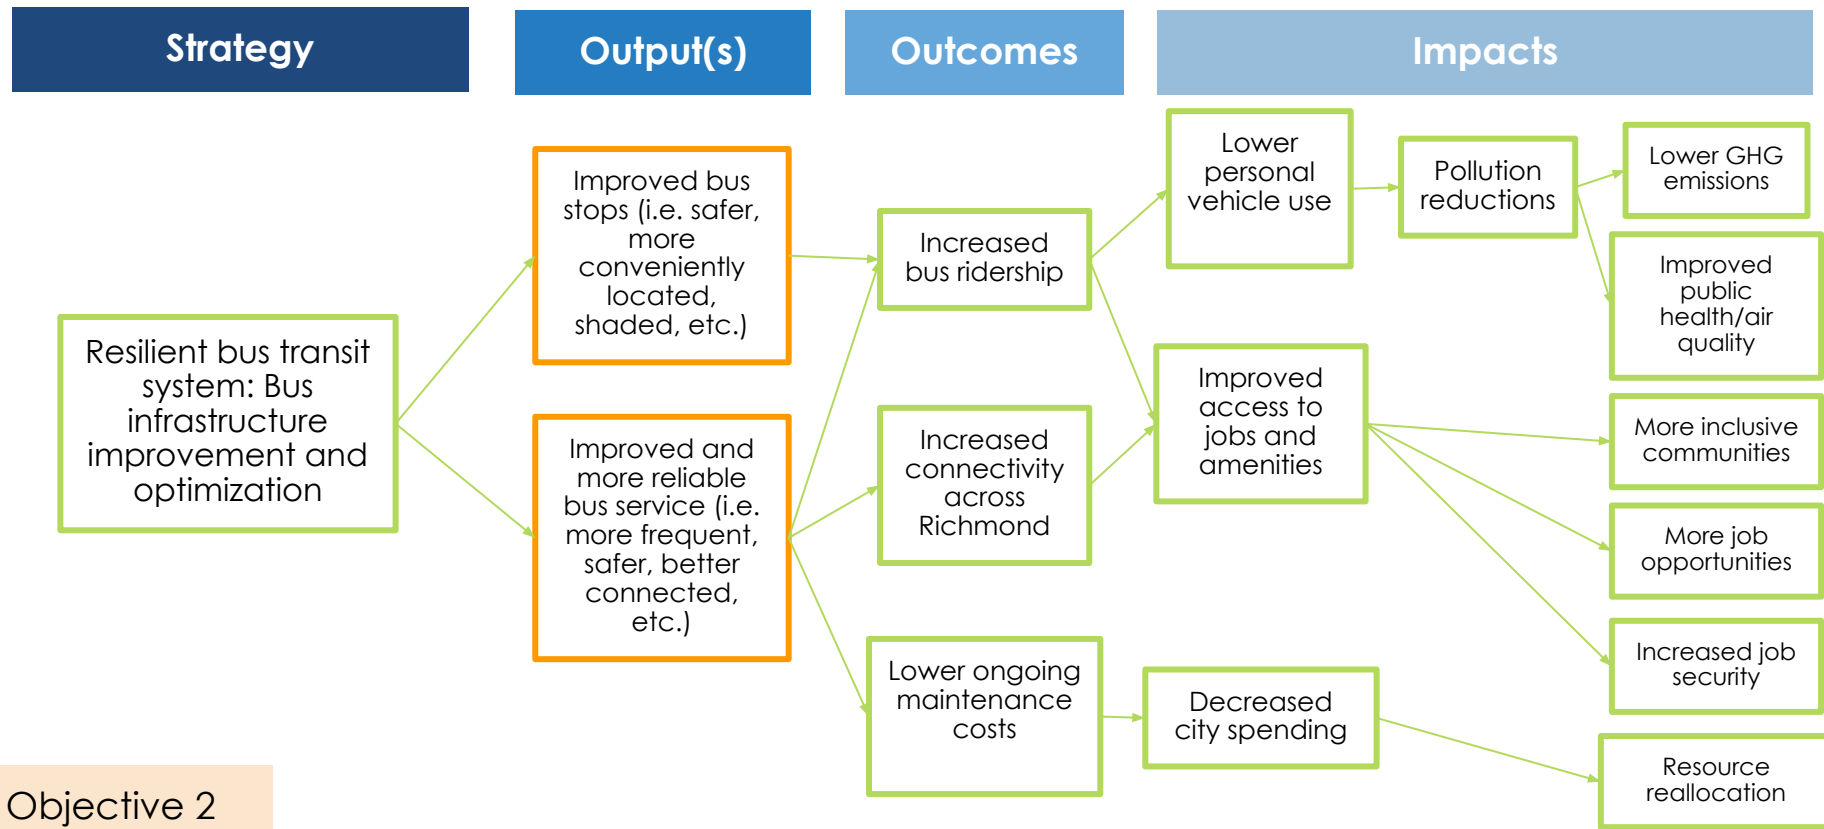 Strategy
Output(s)
Outcomes
Impacts
Resilient bus transit
system: Bus
infrastructure
improvement and
optimization
Improved bus
stops (i.e. safer,
more
conveniently
located,
shaded, etc.)
Improved and
more reliable
bus service (i.e.
more frequent,
safer, better
connected,
etc.)
Increased
bus ridership
Increased
connectivity
across
Richmond
Lower ongoing
maintenance
costs
Lower
personal
vehicle use
Pollution
reductions
Improved
access to
jobs and
amenities
Decreased
city spending
Lower GHG
emissions
Improved
public
health/air
quality
More inclusive
communities
More job
opportunities
Increased job
security
Resource
reallocation
Objective 2